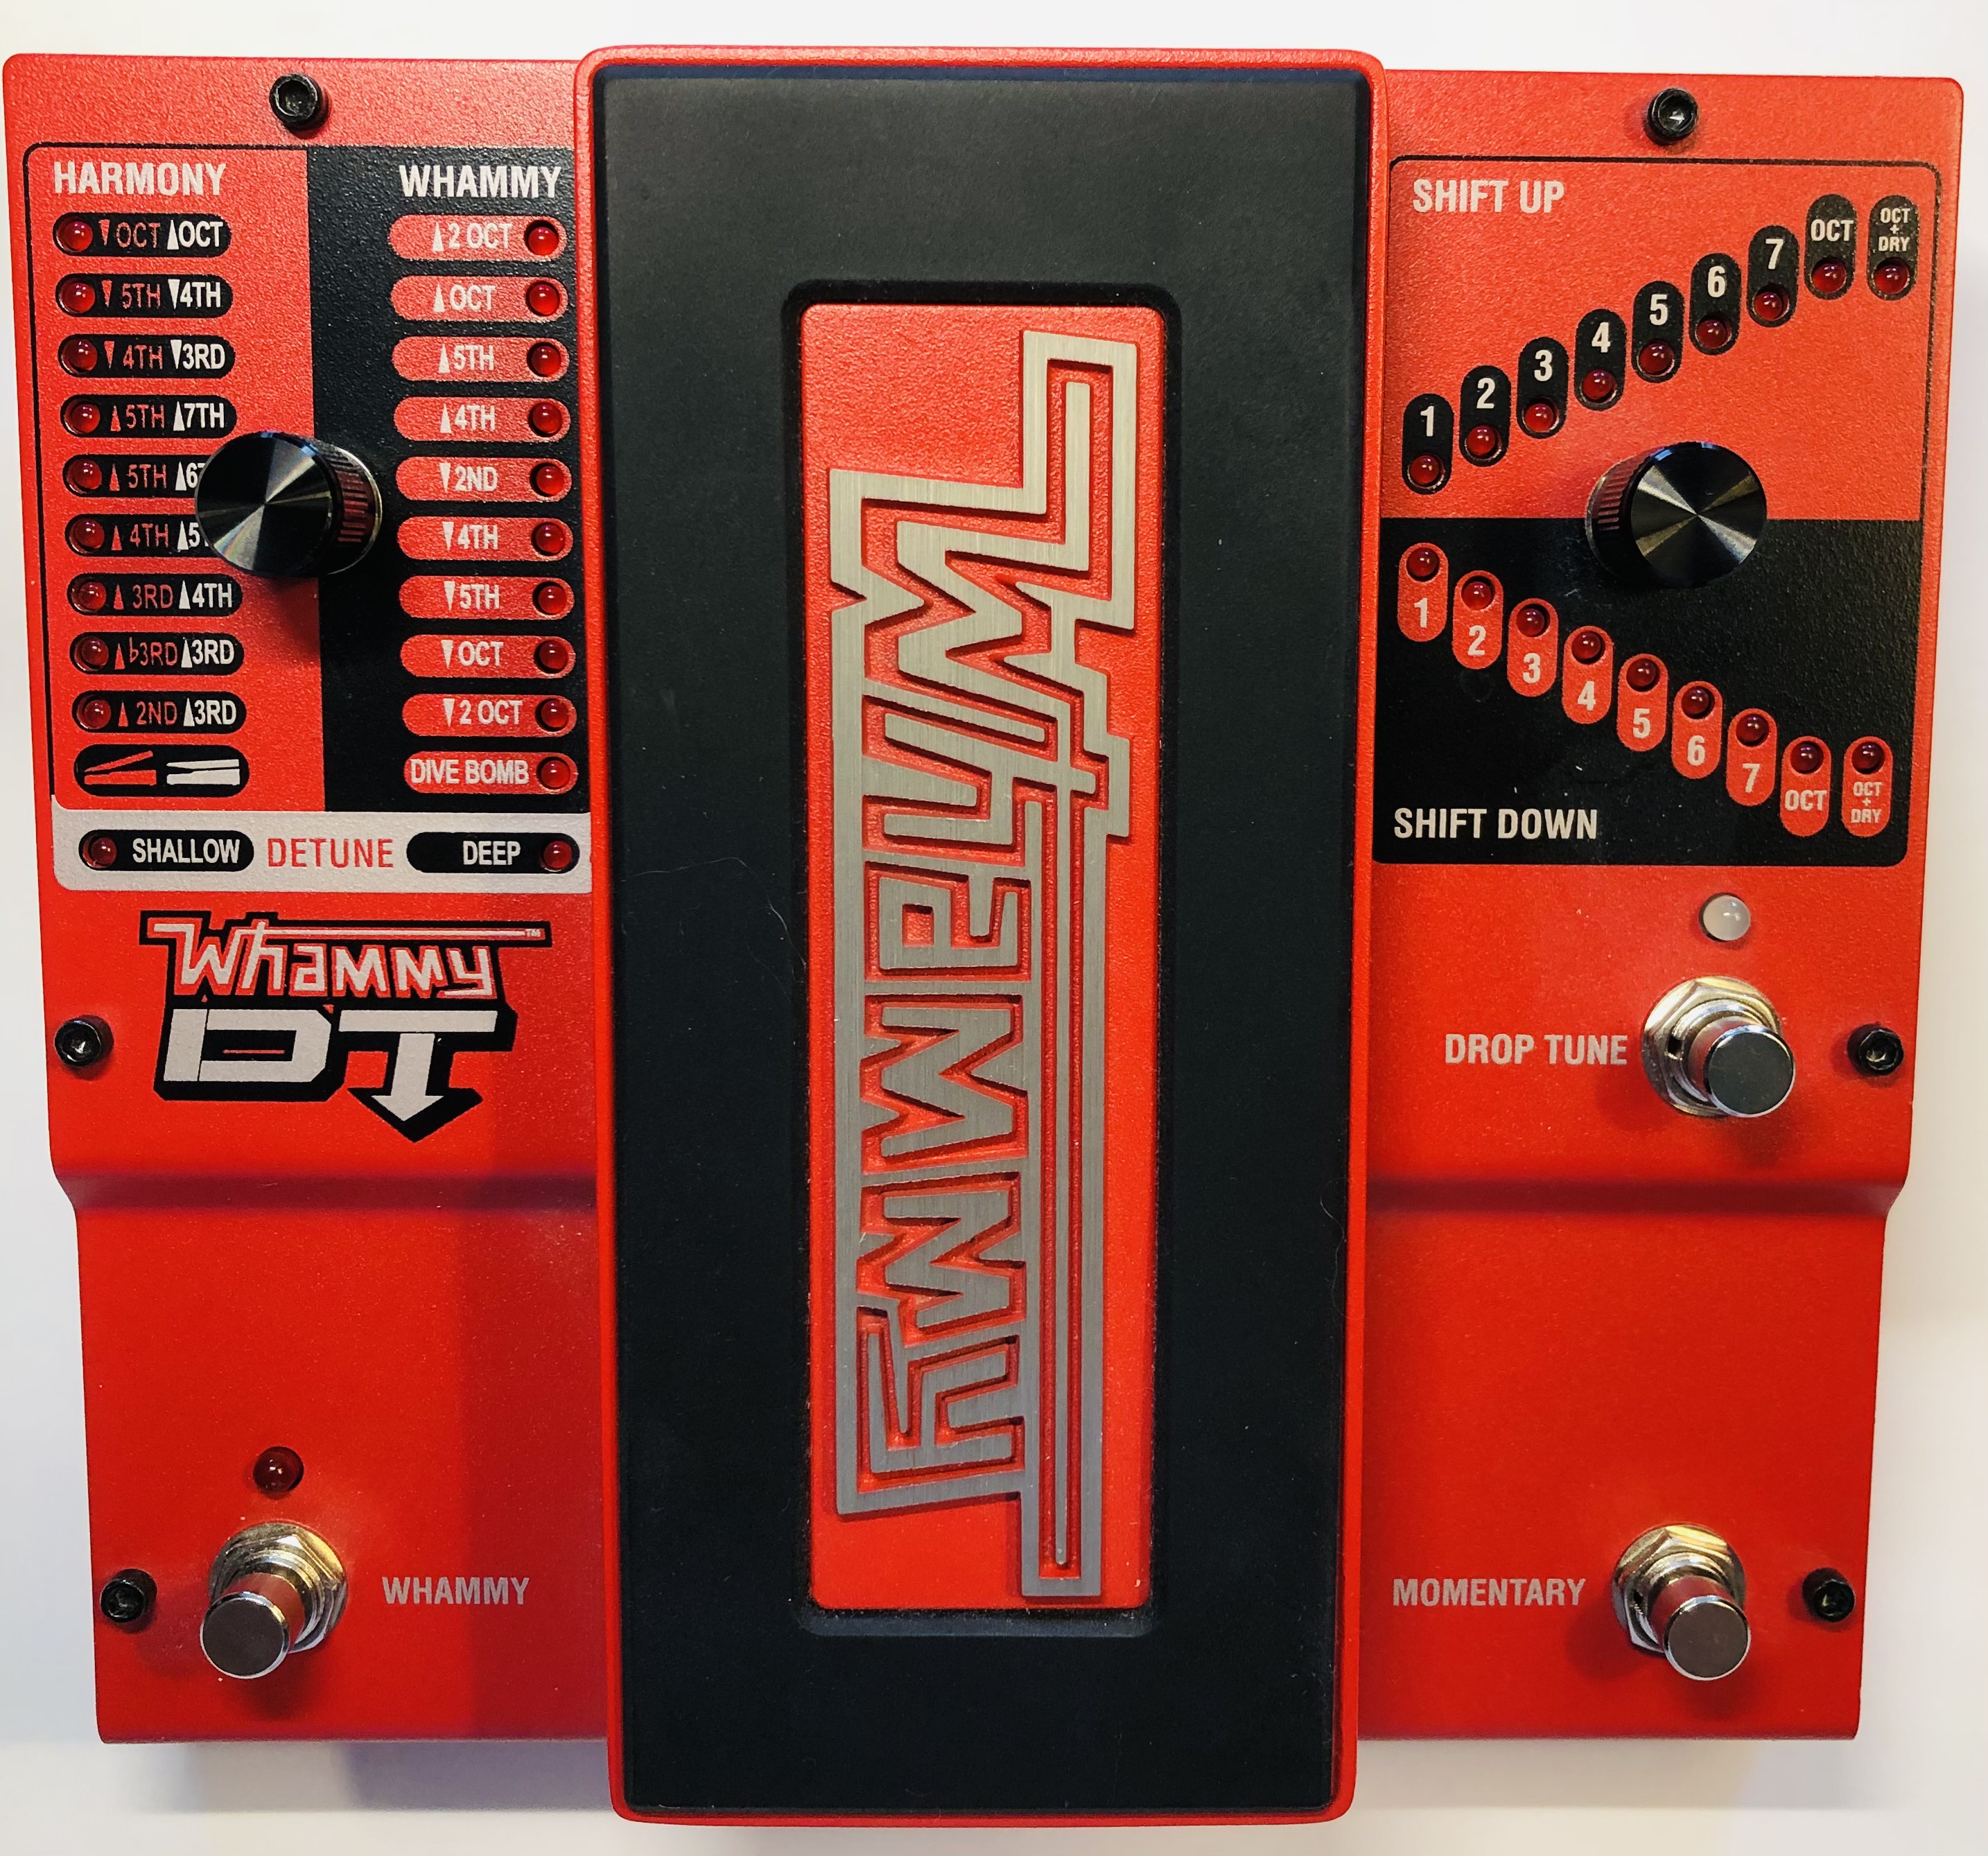 HARMONY
▼OCT ▲OCT
▼5TH ▼4TH
▼4TH ▼3RD
▲5TH ▲7TH
▲5TH ▲6
▲4TH ▲5
▲3RD ▲4TH
▲♭3RD ▲3RD
▲2ND ▲3RD
WHAMMY
▲2 OCT
▲OCT
▲5TH
▲4TH
▼2ND
▼4TH
▼5TH
▼OCT
▼2 OCT
DIVE BOMB
SHALLOW DETUNE DEEP
Whammy™
DT
WHAMMY
Whammy
SHIFT UP
1 2 3 4 5 6 7 OCT OCT + DRY
1 2 3 4 5 6 7 OCT OCT + DRY
SHIFT DOWN
DROP TUNE
MOMENTARY